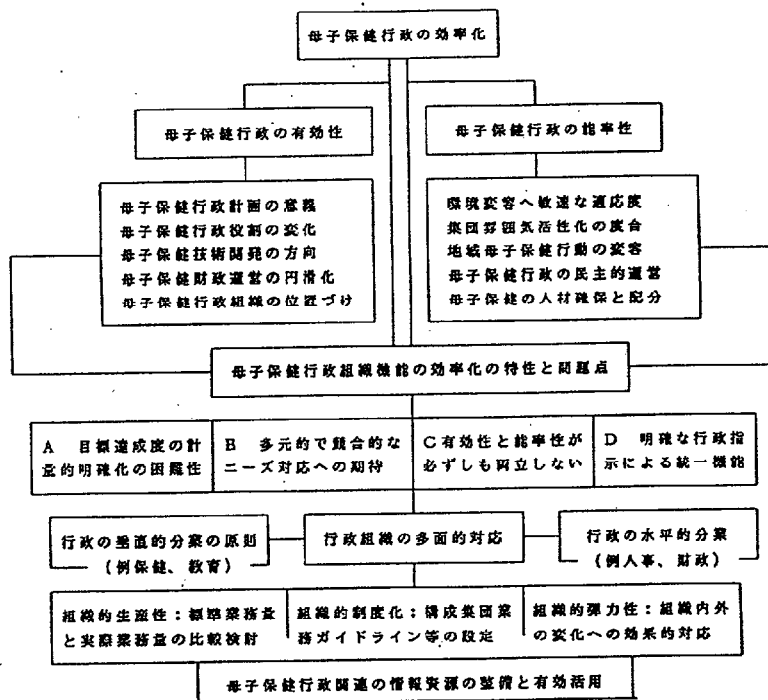 母子保健行政の効率化
母子保健行政の有効性
母子保健行政の能率性
母子保健行政計画の意義
母子保健行政役割の変化
母子保健技術開発の方向
母子保健財政運営の円滑化
母子保健行政組織の位置づけ
環境変容へ敏速な適応度
集団雰囲気活性化の度合
地域母子保健行動の変容
母子保健行政の民主的運営
母子保健の人材確保と配分
母子保健行政組織機能の効率化の特性と問題点
A 目標達成度の計
量的明確化の困難性
B 多元的で競合的な
ニーズ対応への期待
C有効性と能率性が
必ずしも両立しない
D 明確な行政指
示による統一機能
行政の垂直的分業の原則
(例保健、教育)
行政組織の多面的対応
行政の水平的分業
(例人事、財政)
組織的生産性:標準業務量
と実際業務量の比較検討
組織的制度化:構成集団業
務ガイドライン等の設定
組織的弾力性:組織内外
の変化への効果的対応
母子保健行政関連の情報資源の整備と有効活用